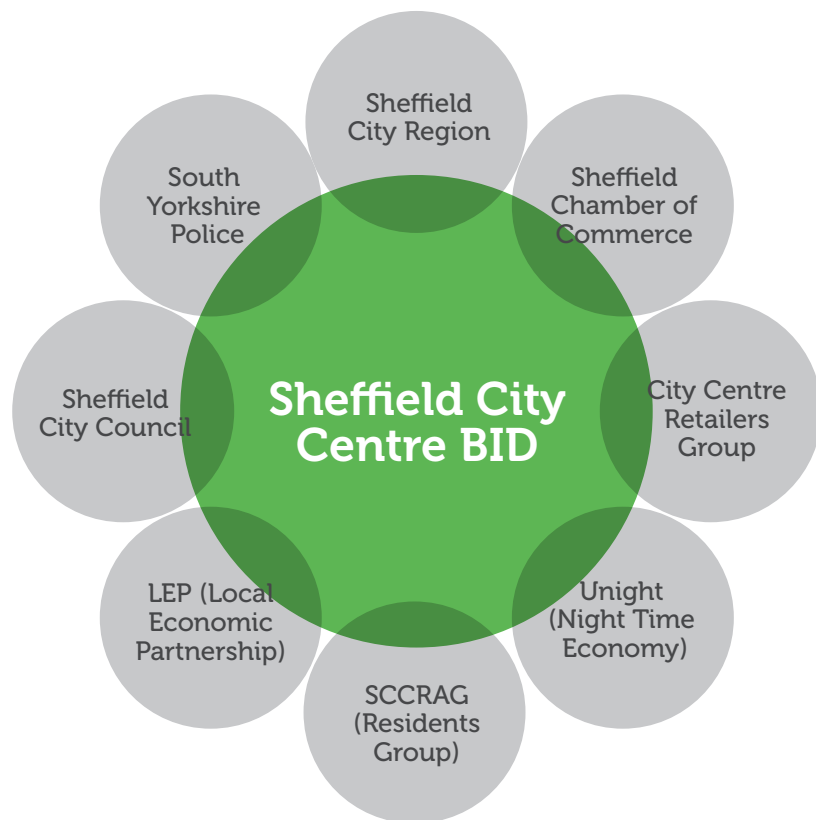 Sheffield
City Region
South
Yorkshire
Police
Sheffield
Chamber of
Commerce
Sheffield
City Council
Sheffield City
Centre BID
City Centre
Retailers
Group
LEP (Local
Economic
Partnership)
Unight
(Night Time
Economy)
SCCRAG
(Residents
Group)